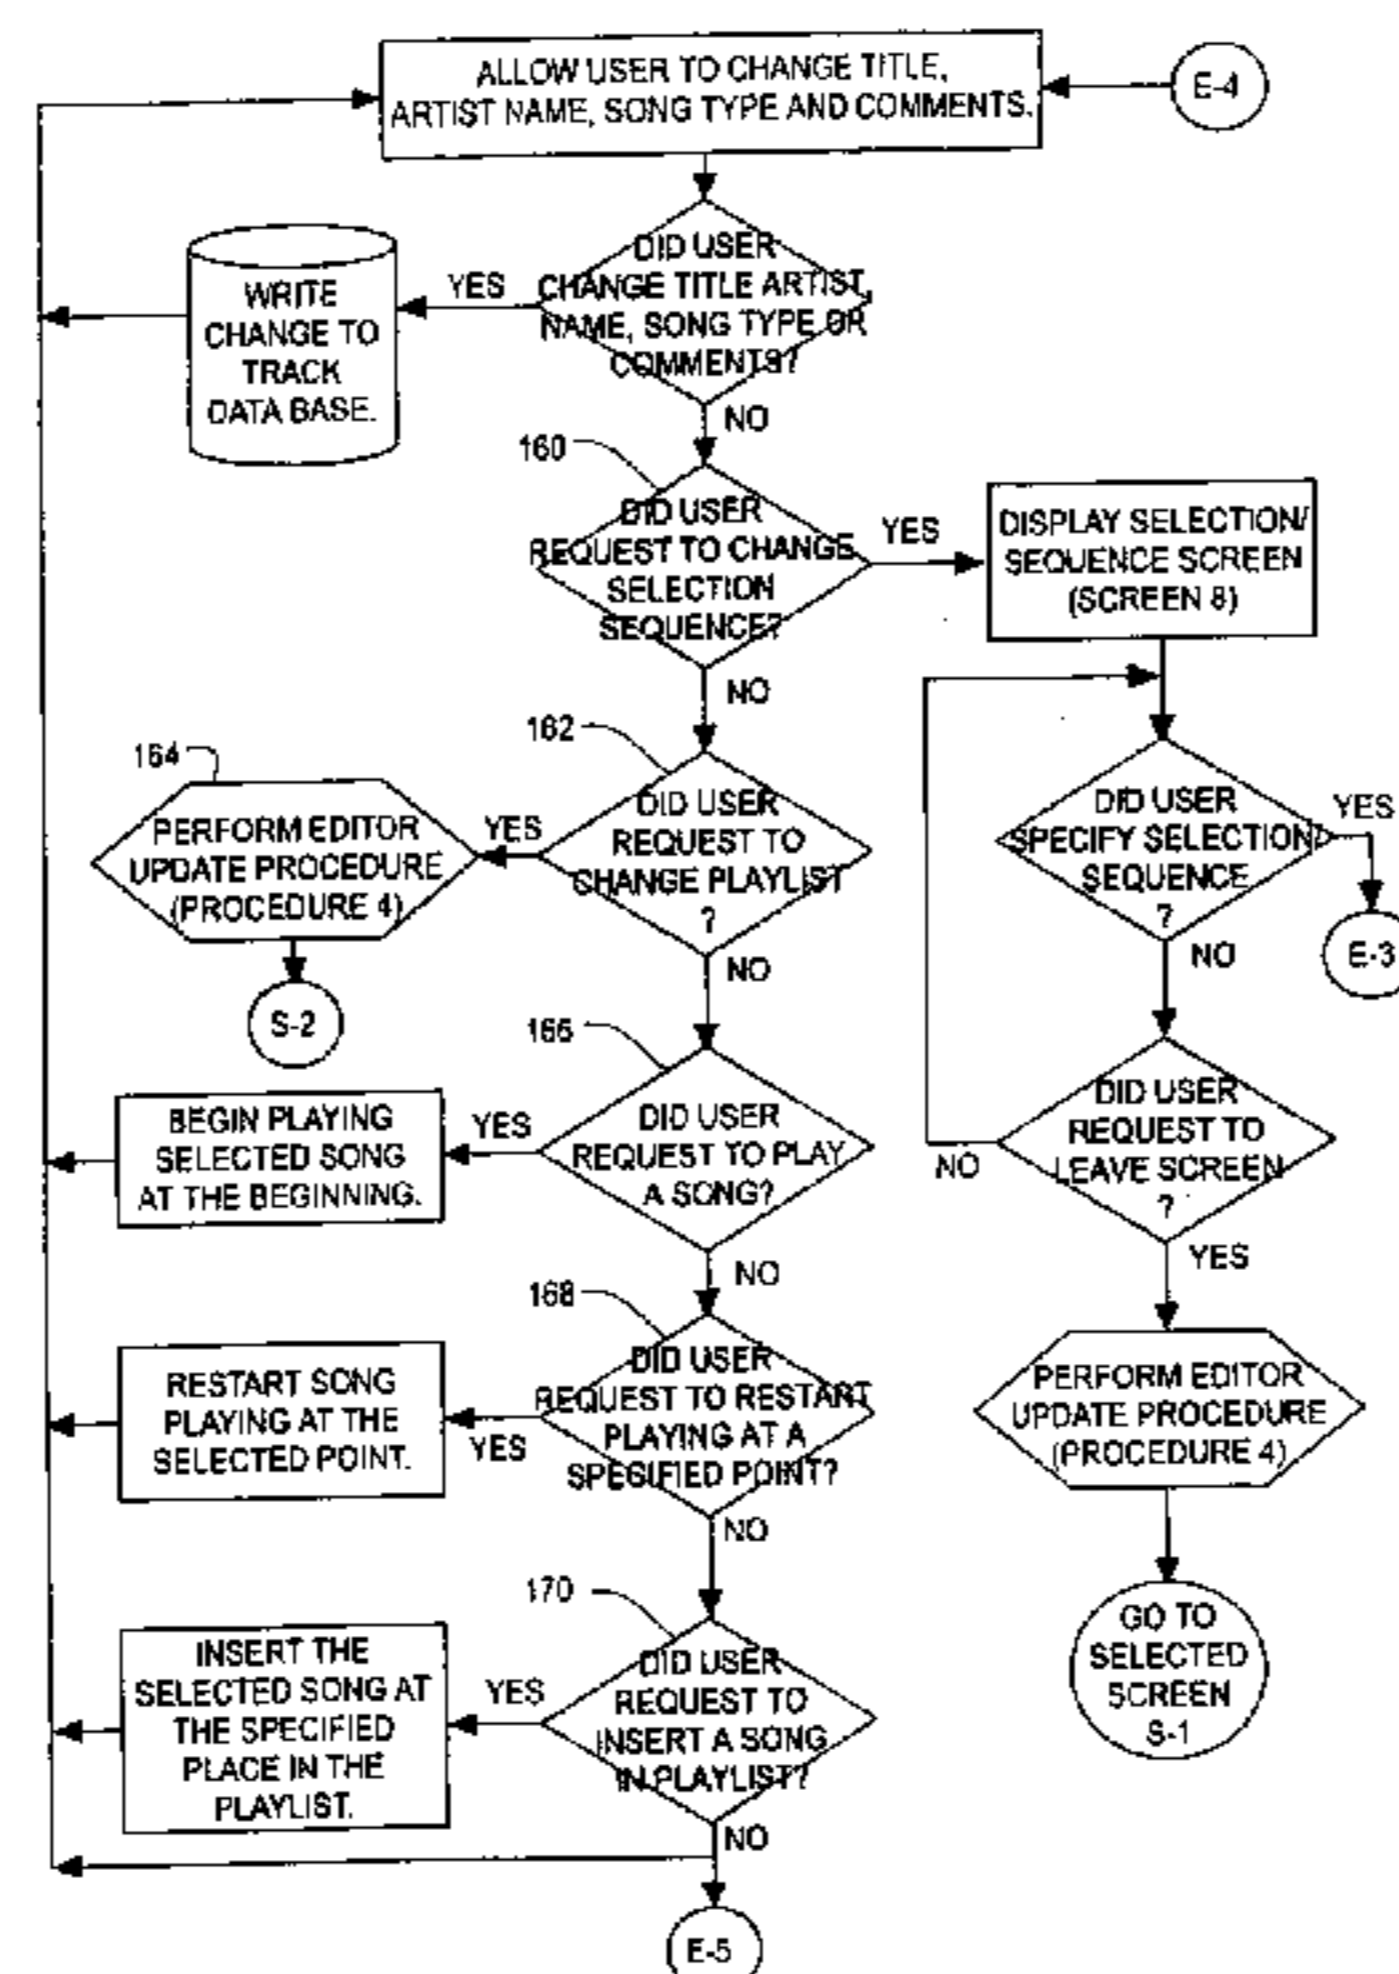 ALLOW USER TO CHANGE TITLE,
ARTIST NAME, SONG TYPE AND COMMENTS.
E-4
DID USER
CHANGE TITLE ARTIST,
NAME, SONG TYPE OR
COMMENTS?
YES
WRITE
CHANGE TO
TRACK
DATA BASE.
NO
160
DID USER
REQUEST TO CHANGE
SELECTION
SEQUENCE?
YES
DISPLAY SELECTION/
SEQUENCE SCREEN
(SCREEN 8)
NO
162
DID USER
REQUEST TO
CHANGE PLAYLIST
?
YES
164
PERFORM EDITOR
UPDATE PROCEDURE
(PROCEDURE 4)
S-2
DID USER
SPECIFY SELECTION/
SEQUENCE
?
YES
E-3
NO
NO
166
DID USER
REQUEST TO PLAY
A SONG?
YES
BEGIN PLAYING
SELECTED SONG
AT THE BEGINNING.
DID USER
REQUEST TO
LEAVE SCREEN
?
NO
YES
NO
168
DID USER
REQUEST TO RESTART
PLAYING AT A
SPECIFIED POINT?
YES
RESTART SONG
PLAYING AT THE
SELECTED POINT.
PERFORM EDITOR
UPDATE PROCEDURE
(PROCEDURE 4)
NO
170
DID USER
REQUEST TO
INSERT A SONG
IN PLAYLIST?
YES
INSERT THE
SELECTED SONG AT
THE SPECIFIED
PLACE IN THE
PLAYLIST.
GO TO
SELECTED
SCREEN
S-1
NO
E-5